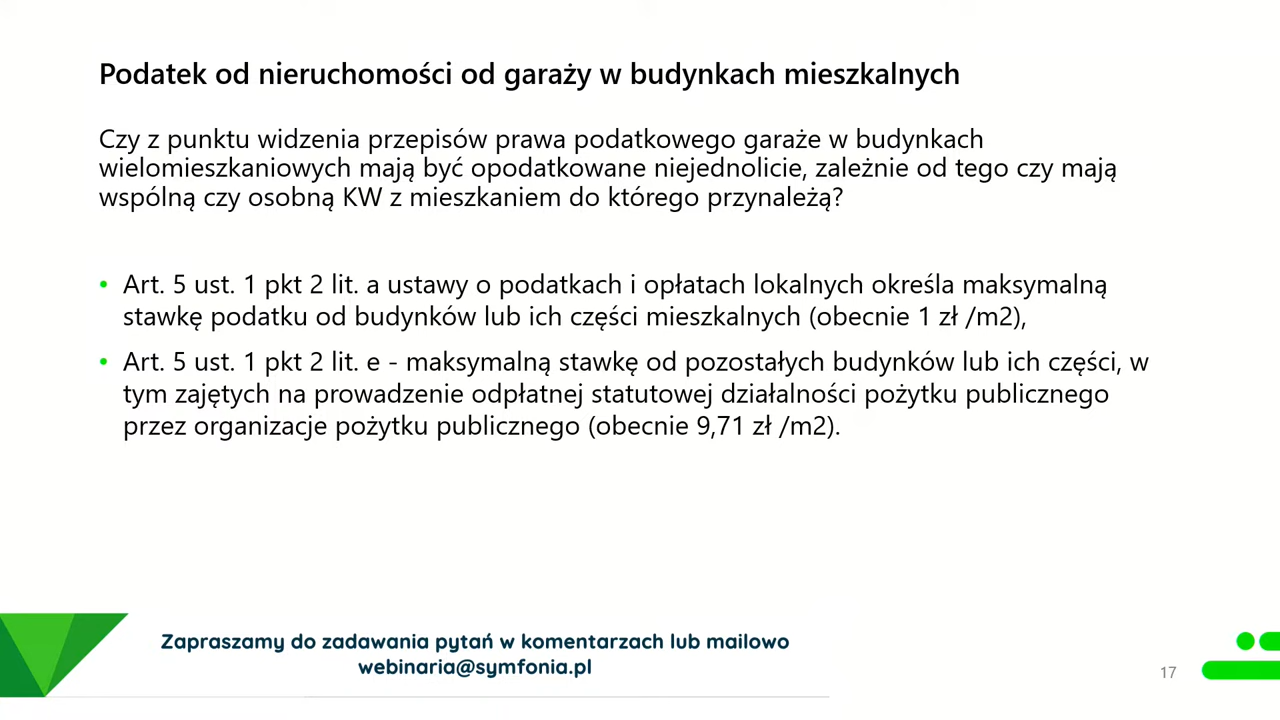 Podatek od nieruchomości od garaży w budynkach mieszkalnych
Czy z punktu widzenia przepisów prawa podatkowego garaże w budynkach
wielomieszkaniowych mają być opodatkowane niejednolicie, zależnie od tego czy mają
wspólną czy osobną KW z mieszkaniem do którego przynależą?
• Art. 5 ust. 1 pkt 2 lit. a ustawy o podatkach i opłatach lokalnych określa maksymalną
stawkę podatku od budynków lub ich części mieszkalnych (obecnie 1 zł /m2),
• Art. 5 ust. 1 pkt 2 lit. e - maksymalną stawkę od pozostałych budynków lub ich części, w
tym zajętych na prowadzenie odpłatnej statutowej działalności pożytku publicznego
przez organizacje pożytku publicznego (obecnie 9,71 zł /m2).
Zapraszamy do zadawania pytań w komentarzach lub mailowo
webinaria@symfonia.pl
17